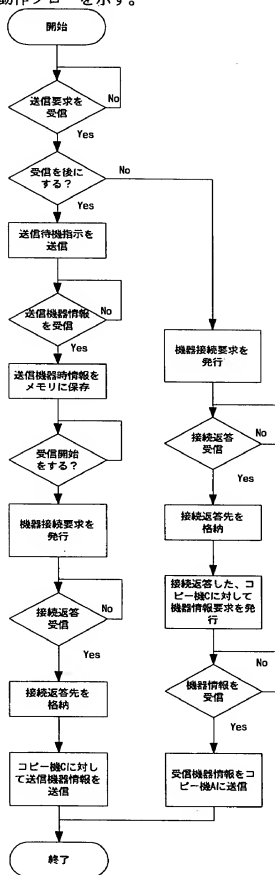 動作フローを示す。
開始
送信要求を
受信
No
Yes
受信を後に
する?
No
Yes
送信待機指示を
送信
送信機器情報
を受信
No
Yes
送信機器時情報を
メモリに保存
受信開始
をする?
機器接続要求を
発行
接続返答
受信
No
Yes
接続返答先を
格納
コピー機Cに対し
て送信機器情報を
送信
機器接続要求を
発行
接続返答
受信
No
Yes
接続返答先を
格納
接続返答した、コ
ピー機Cに対して
機器情報要求を発
行
機器情報を
受信
No
Yes
受信機器情報をコ
ピー機Aに送信
終了